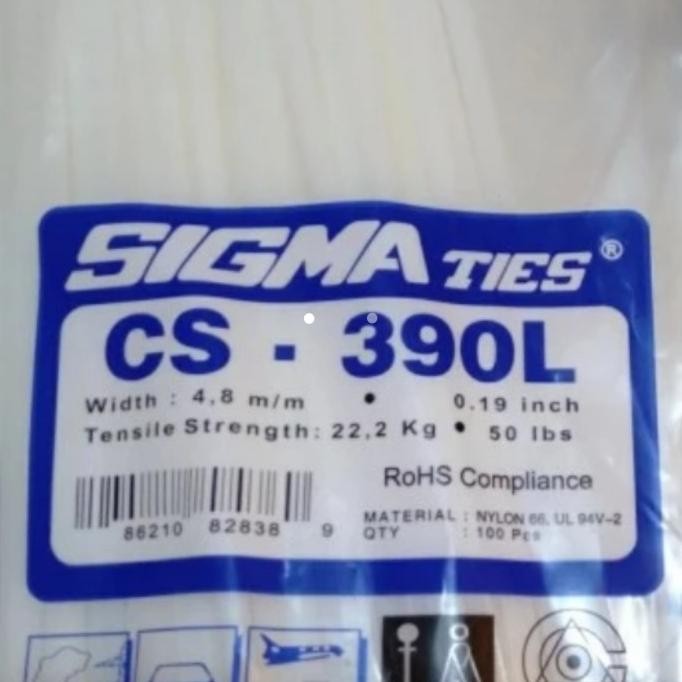 SIGMA TIES ®
CS - 390L
Width : 4,8 m/m • 0.19 inch
Tensile Strength: 22,2 Kg • 50 lbs
RoHS Compliance
86210 82838 9
MATERIAL : NYLON 66, UL 94V-2
QTY : 100 Pcs